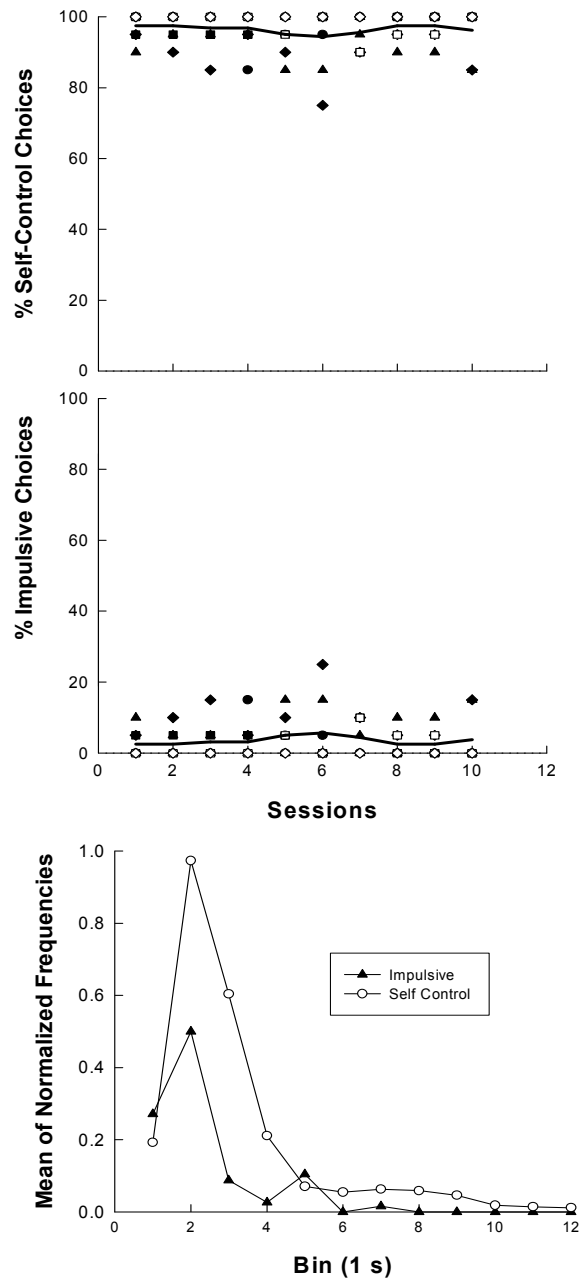 % Self-Control Choices
100
80
60
40
20
0
% Impulsive Choices
100
80
60
40
20
0
0 2 4 6 8 10 12
Sessions
Mean of Normalized Frequencies
1.0
0.8
0.6
0.4
0.2
0.0
Impulsive
Self Control
0 2 4 6 8 10 12
Bin (1 s)